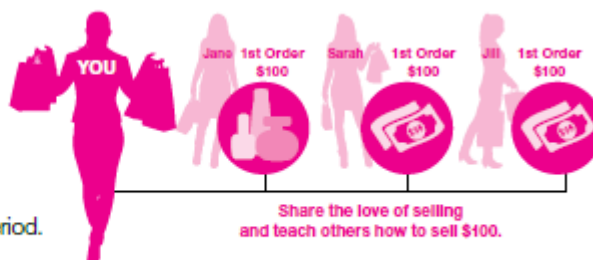 YOU
Jane 1st Order
$100
Sarah 1st Order
$100
Jill 1st Order
$100
Share the love of selling
and teach others how to sell $100.
riod.